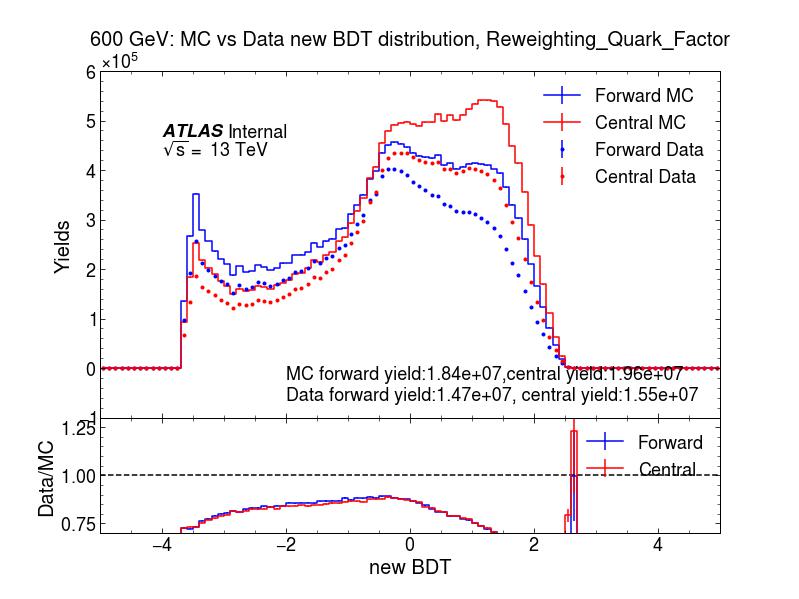 600 GeV: MC vs Data new BDT distribution, Reweighting_Quark_Factor
×10⁵
6
5
4
3
2
1
0
−1
Yields
ATLAS Internal
√s = 13 TeV
Forward MC
Central MC
Forward Data
Central Data
MC forward yield:1.84e+07,central yield:1.96e+07
Data forward yield:1.47e+07, central yield:1.55e+07
1.25
1.00
0.75
Data/MC
Forward
Central
−4
−2
0
2
4
new BDT